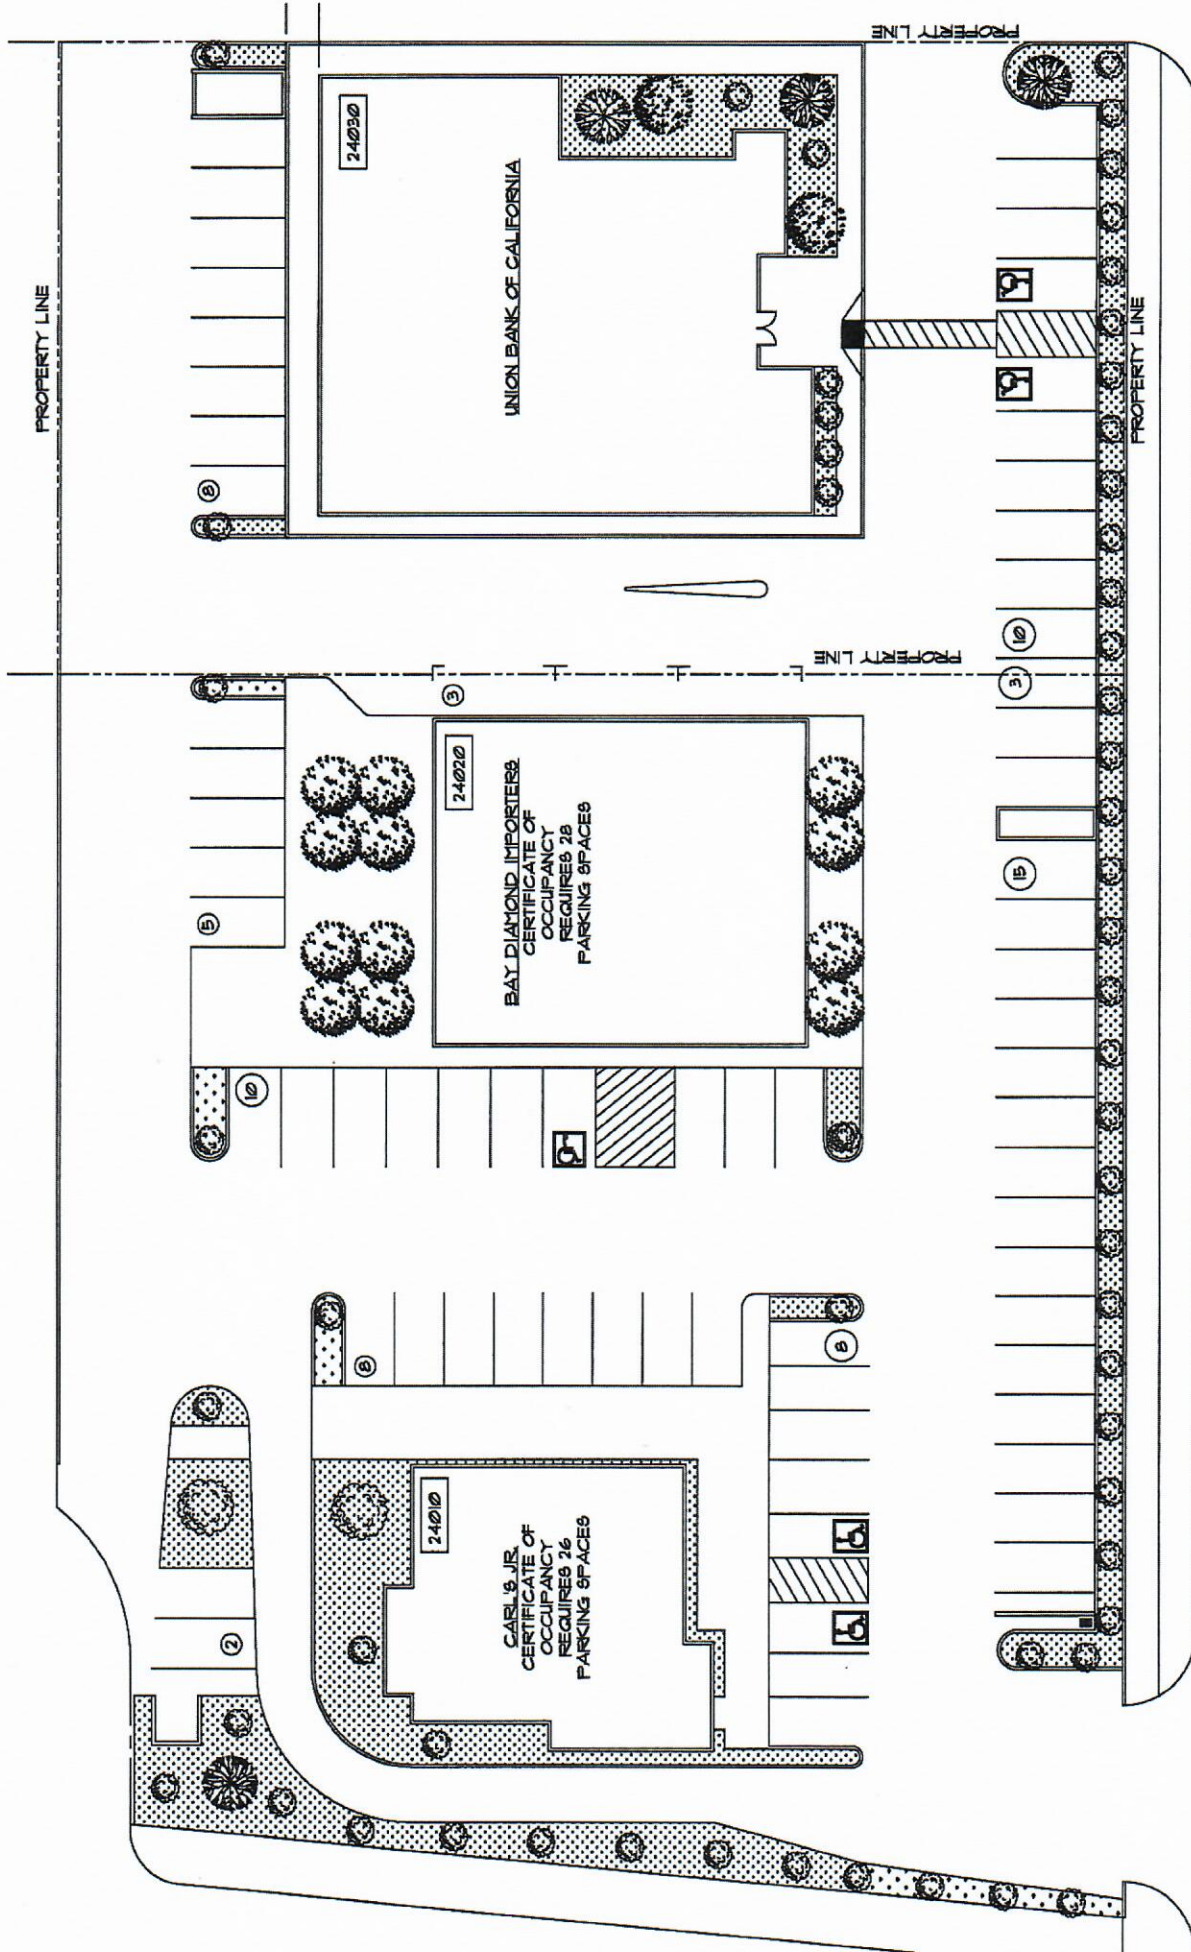 PROPERTY LINE
PROPERTY LINE
PROPERTY LINE
PROPERTY LINE
24030
UNION BANK OF CALIFORNIA
8
10
3
3
24020
BAY DIAMOND IMPORTERS
CERTIFICATE OF
OCCUPANCY
REQUIRES 28
PARKING SPACES
5
10
15
8
8
24010
CARL'S JR.
CERTIFICATE OF
OCCUPANCY
REQUIRES 26
PARKING SPACES
2